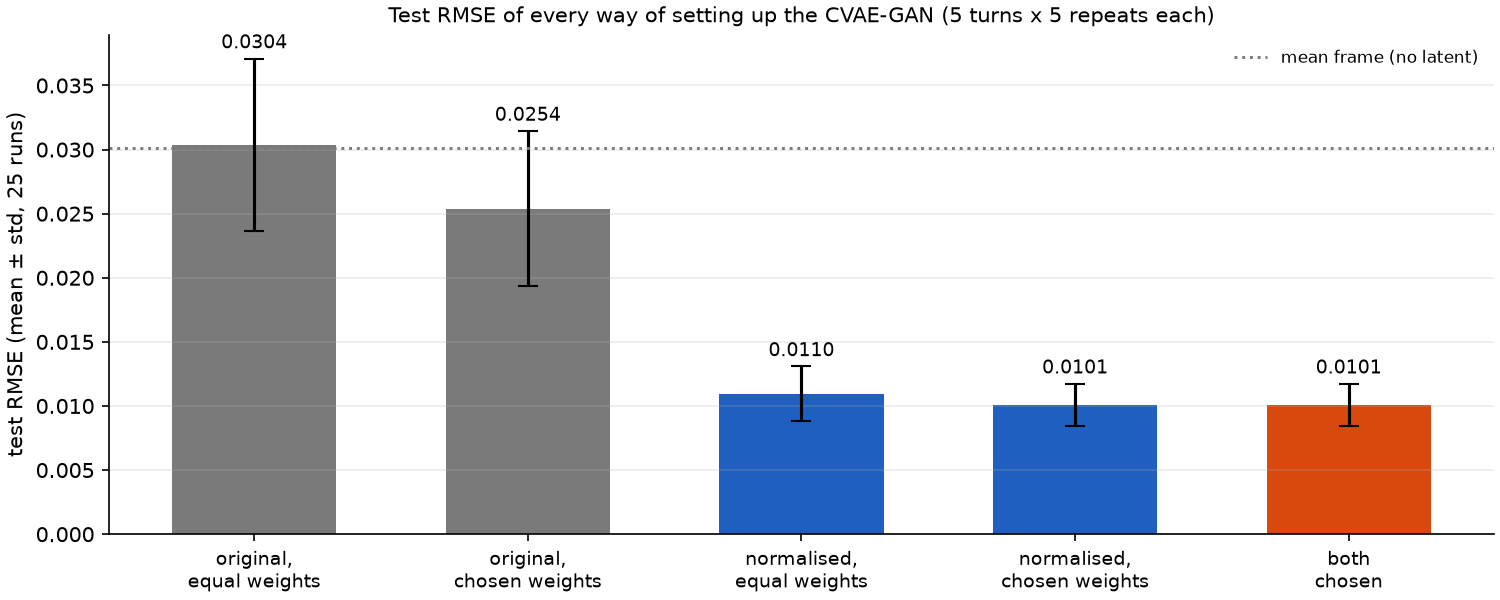 Test RMSE of every way of setting up the CVAE-GAN (5 turns x 5 repeats each)
mean frame (no latent)
test RMSE (mean ± std, 25 runs)
0.035
0.030
0.025
0.020
0.015
0.010
0.005
0.000
0.0304
0.0254
0.0110
0.0101
0.0101
original,
equal weights
original,
chosen weights
normalised,
equal weights
normalised,
chosen weights
both
chosen